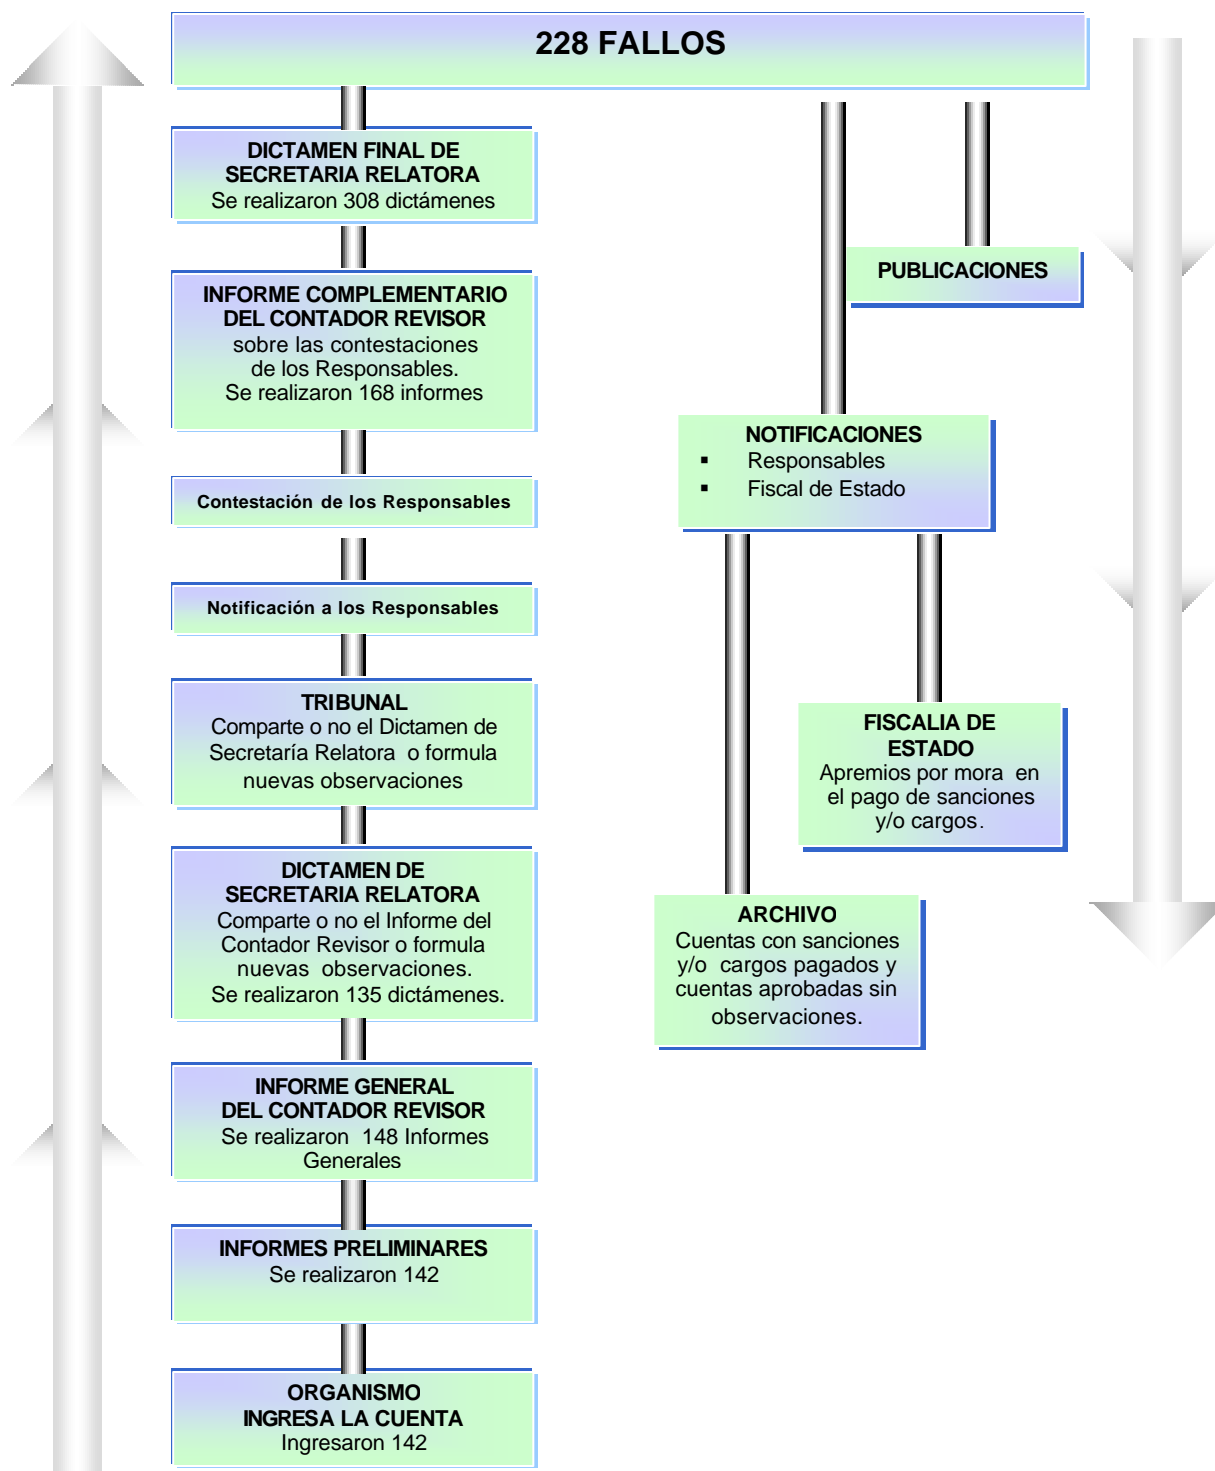 228 FALLOS
DICTAMEN FINAL DE
SECRETARIA RELATORA
Se realizaron 308 dictámenes
INFORME COMPLEMENTARIO
DEL CONTADOR REVISOR
sobre las contestaciones
de los Responsables.
Se realizaron 168 informes
Contestación de los Responsables
Notificación a los Responsables
TRIBUNAL
Comparte o no el Dictamen de
Secretaría Relatora o formula
nuevas observaciones
DICTAMEN DE
SECRETARIA RELATORA
Comparte o no el Informe del
Contador Revisor o formula
nuevas observaciones.
Se realizaron 135 dictámenes.
INFORME GENERAL
DEL CONTADOR REVISOR
Se realizaron 148 Informes
Generales
INFORMES PRELIMINARES
Se realizaron 142
ORGANISMO
INGRESA LA CUENTA
Ingresaron 142
PUBLICACIONES
NOTIFICACIONES
▪ Responsables
▪ Fiscal de Estado
FISCALIA DE
ESTADO
Apremios por mora en
el pago de sanciones
y/o cargos.
ARCHIVO
Cuentas con sanciones
y/o cargos pagados y
cuentas aprobadas sin
observaciones.